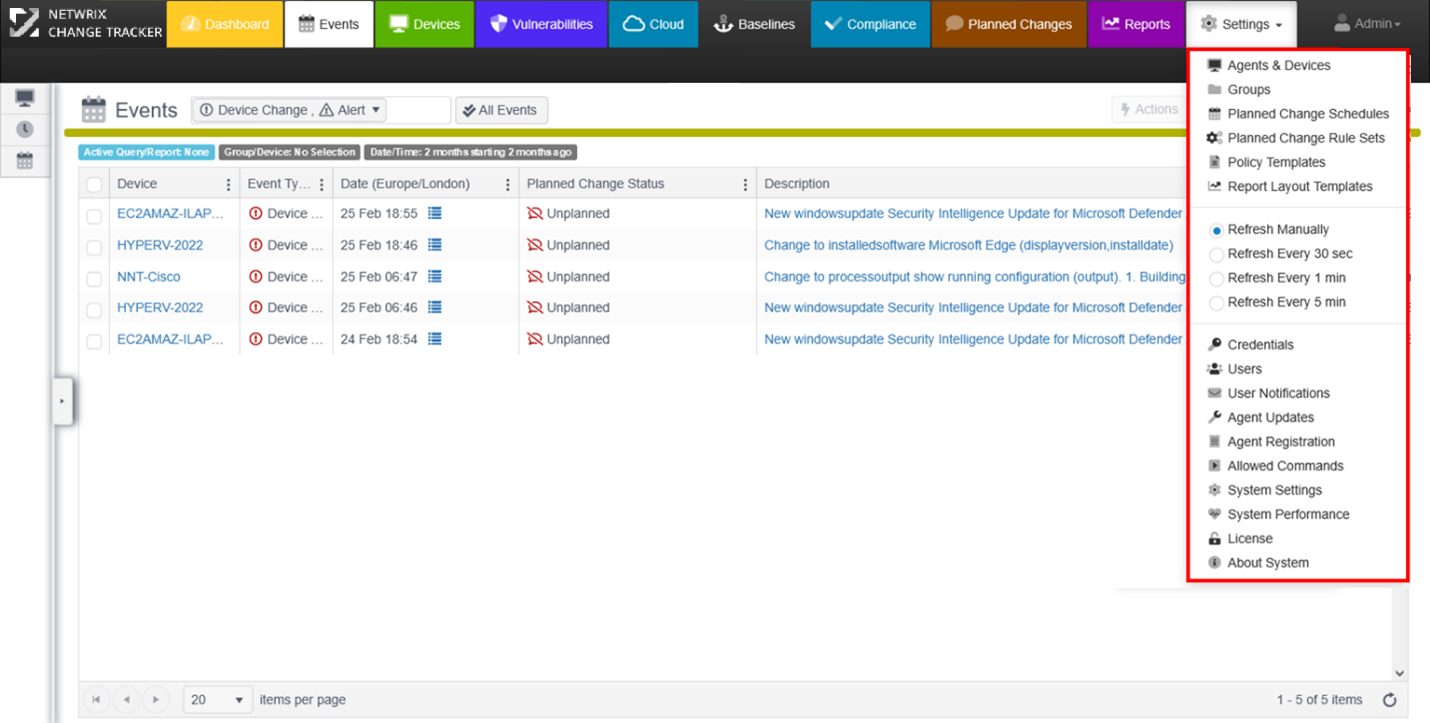 NETWRIX
CHANGE TRACKER
Dashboard
Events
Devices
Vulnerabilities
Cloud
Baselines
Compliance
Planned Changes
Reports
Settings
Admin
Events
Device Change , Alert
All Events
Actions
Active Query/Report: None
Group/Device: No Selection
Date/Time: 2 months starting 2 months ago
Device Event Ty... Date (Europe/London) Planned Change Status Description
EC2AMAZ-ILAP... Device ... 25 Feb 18:55 Unplanned New windowsupdate Security Intelligence Update for Microsoft Defender
HYPERV-2022 Device ... 25 Feb 18:46 Unplanned Change to installedsoftware Microsoft Edge (displayversion,installdate)
NNT-Cisco Device ... 25 Feb 06:47 Unplanned Change to processoutput show running configuration (output). 1. Building
HYPERV-2022 Device ... 25 Feb 06:46 Unplanned New windowsupdate Security Intelligence Update for Microsoft Defender
EC2AMAZ-ILAP... Device ... 24 Feb 18:54 Unplanned New windowsupdate Security Intelligence Update for Microsoft Defender
Agents & Devices
Groups
Planned Change Schedules
Planned Change Rule Sets
Policy Templates
Report Layout Templates
Refresh Manually
Refresh Every 30 sec
Refresh Every 1 min
Refresh Every 5 min
Credentials
Users
User Notifications
Agent Updates
Agent Registration
Allowed Commands
System Settings
System Performance
License
About System
20 items per page
1 - 5 of 5 items